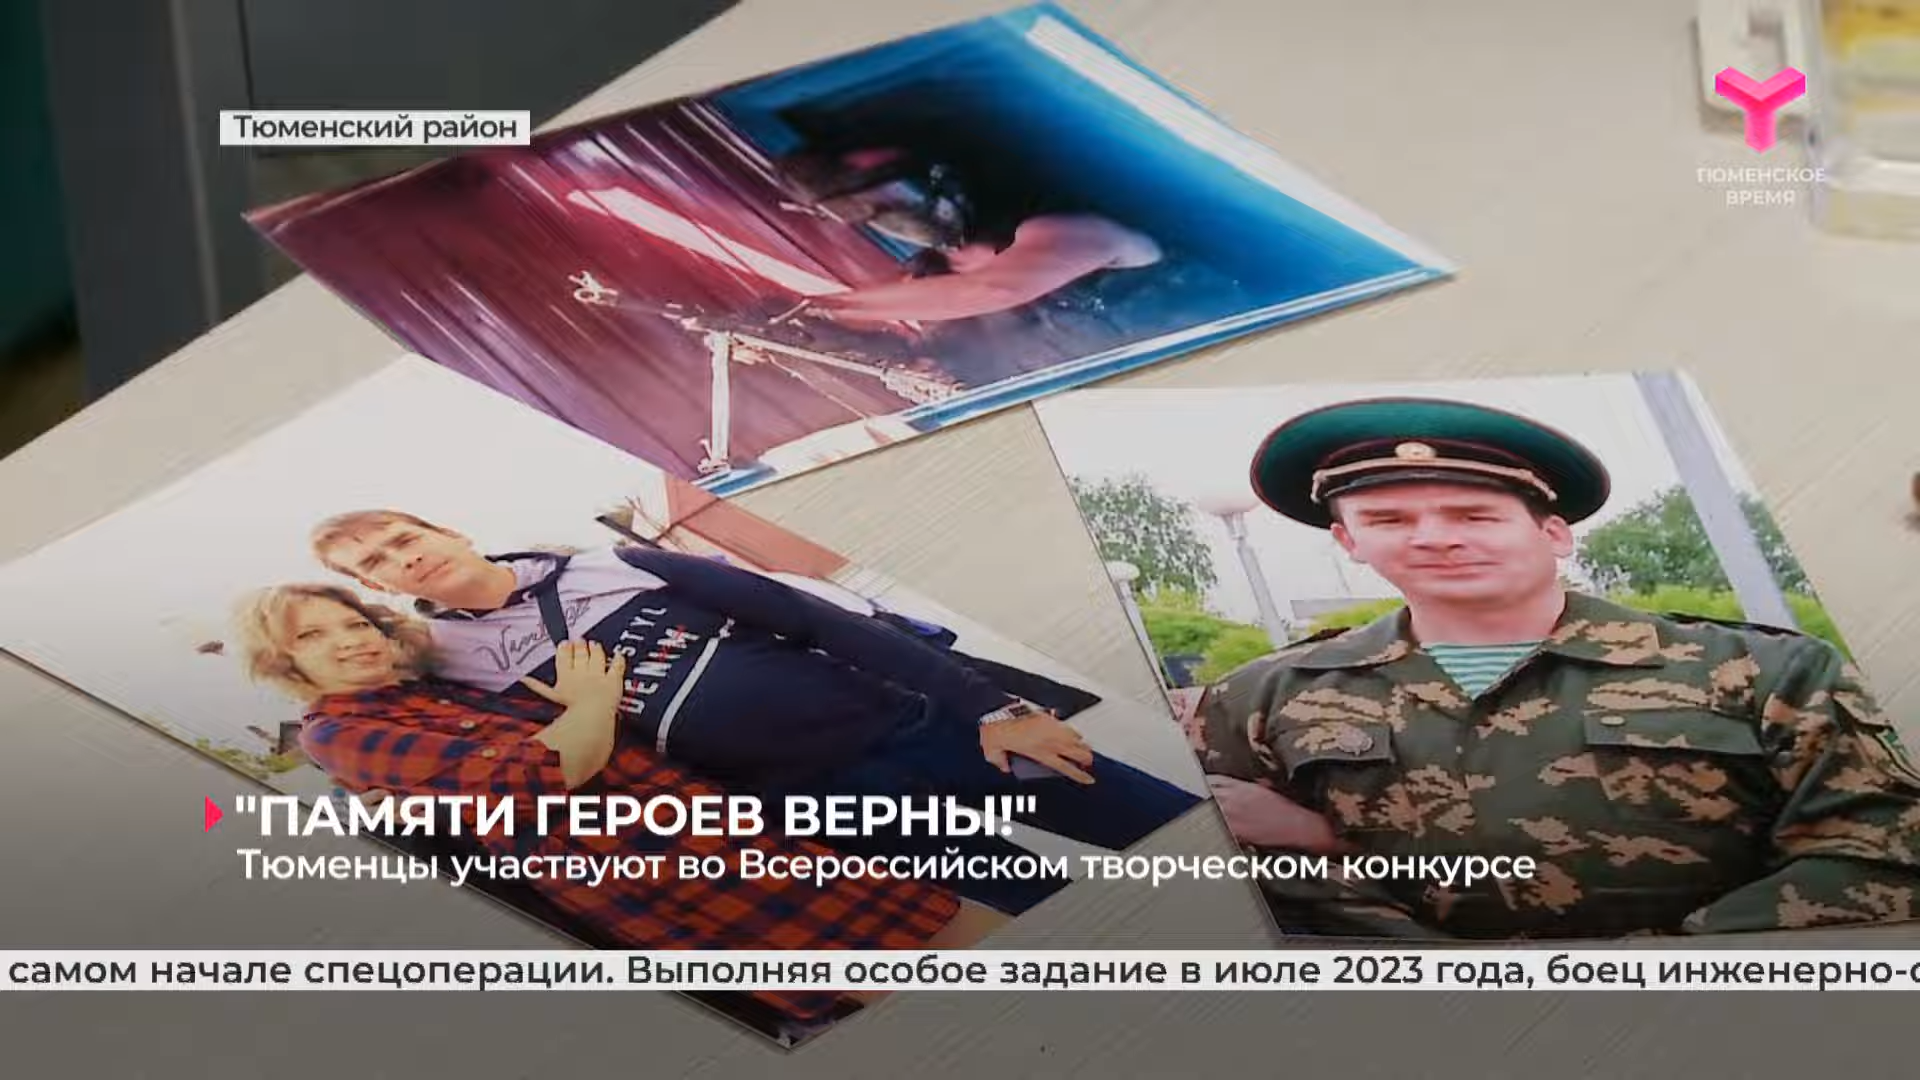 Тюменский район
ТЮМЕНСКОЕ
ВРЕМЯ
STYL
DENIM
"ПАМЯТИ ГЕРОЕВ ВЕРНЫ!"
Тюменцы участвуют во Всероссийском творческом конкурсе
самом начале спецоперации. Выполняя особое задание в июле 2023 года, боец инженерно-